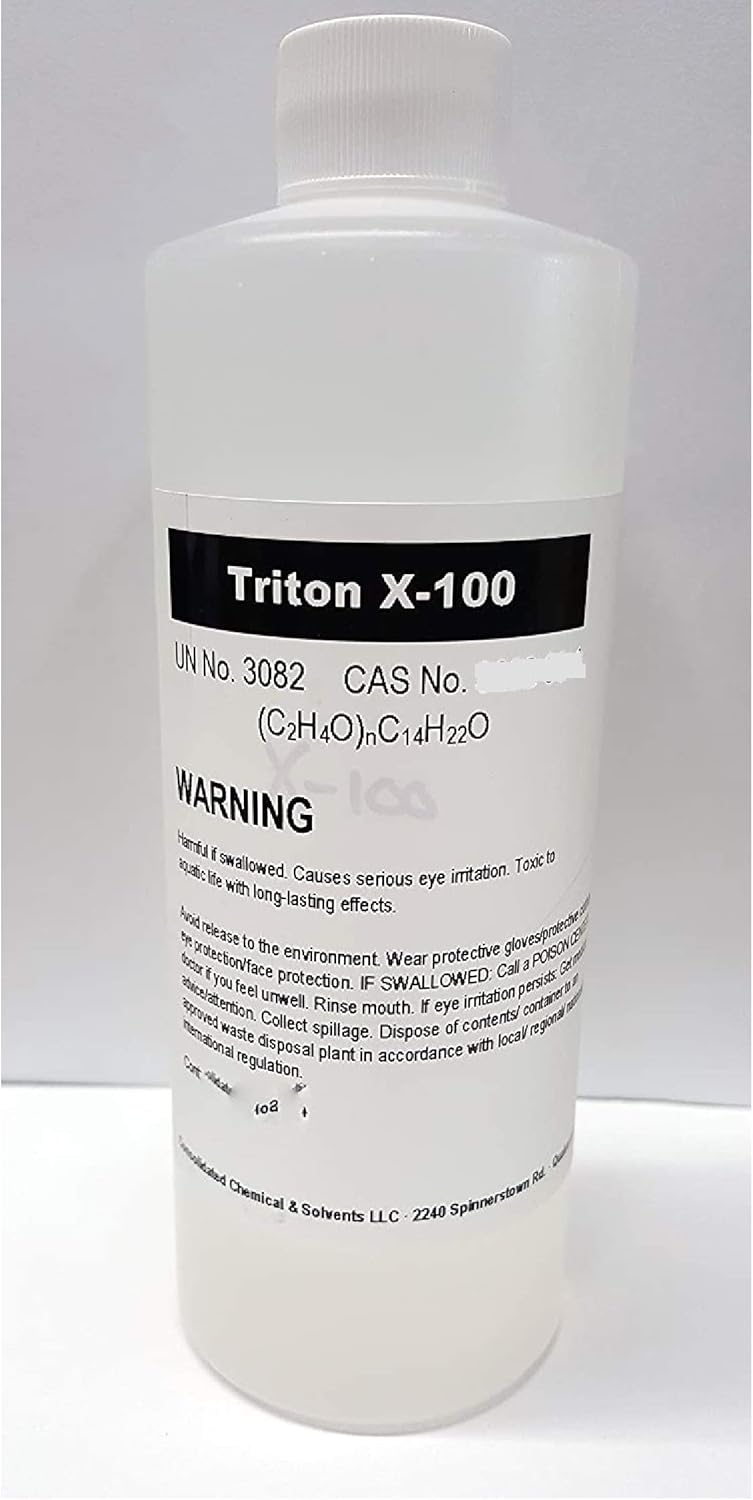 Triton X-100
UN No. 3082 CAS No.
(C₂H₄O)ₙC₁₄H₂₂O
X-100
WARNING
Harmful if swallowed. Causes serious eye irritation. Toxic to
aquatic life with long-lasting effects.
Avoid release to the environment. Wear protective gloves/protective
eye protection/face protection. IF SWALLOWED: Call a POISON
doctor if you feel unwell. Rinse mouth. If eye irritation persists: Get
advice/attention. Collect spillage. Dispose of contents/ container to an
approved waste disposal plant in accordance with local/ regional/
international regulation.
Consolidated Chemical & Solvents LLC · 2240 Spinnerstown Rd. ·